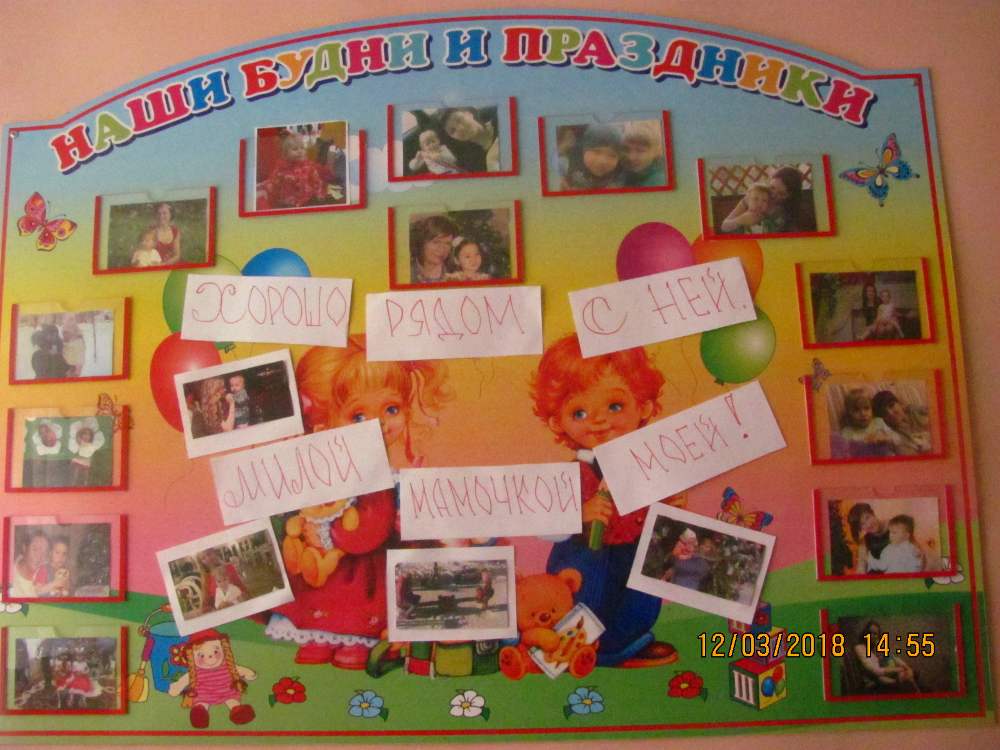 НАШИ БУДНИ И ПРАЗДНИКИ
ХОРОШО РЯДОМ С НЕЙ.
МИЛОЙ МАМОЧКОЙ МОЕЙ!
12/03/2018 14:55
Ш